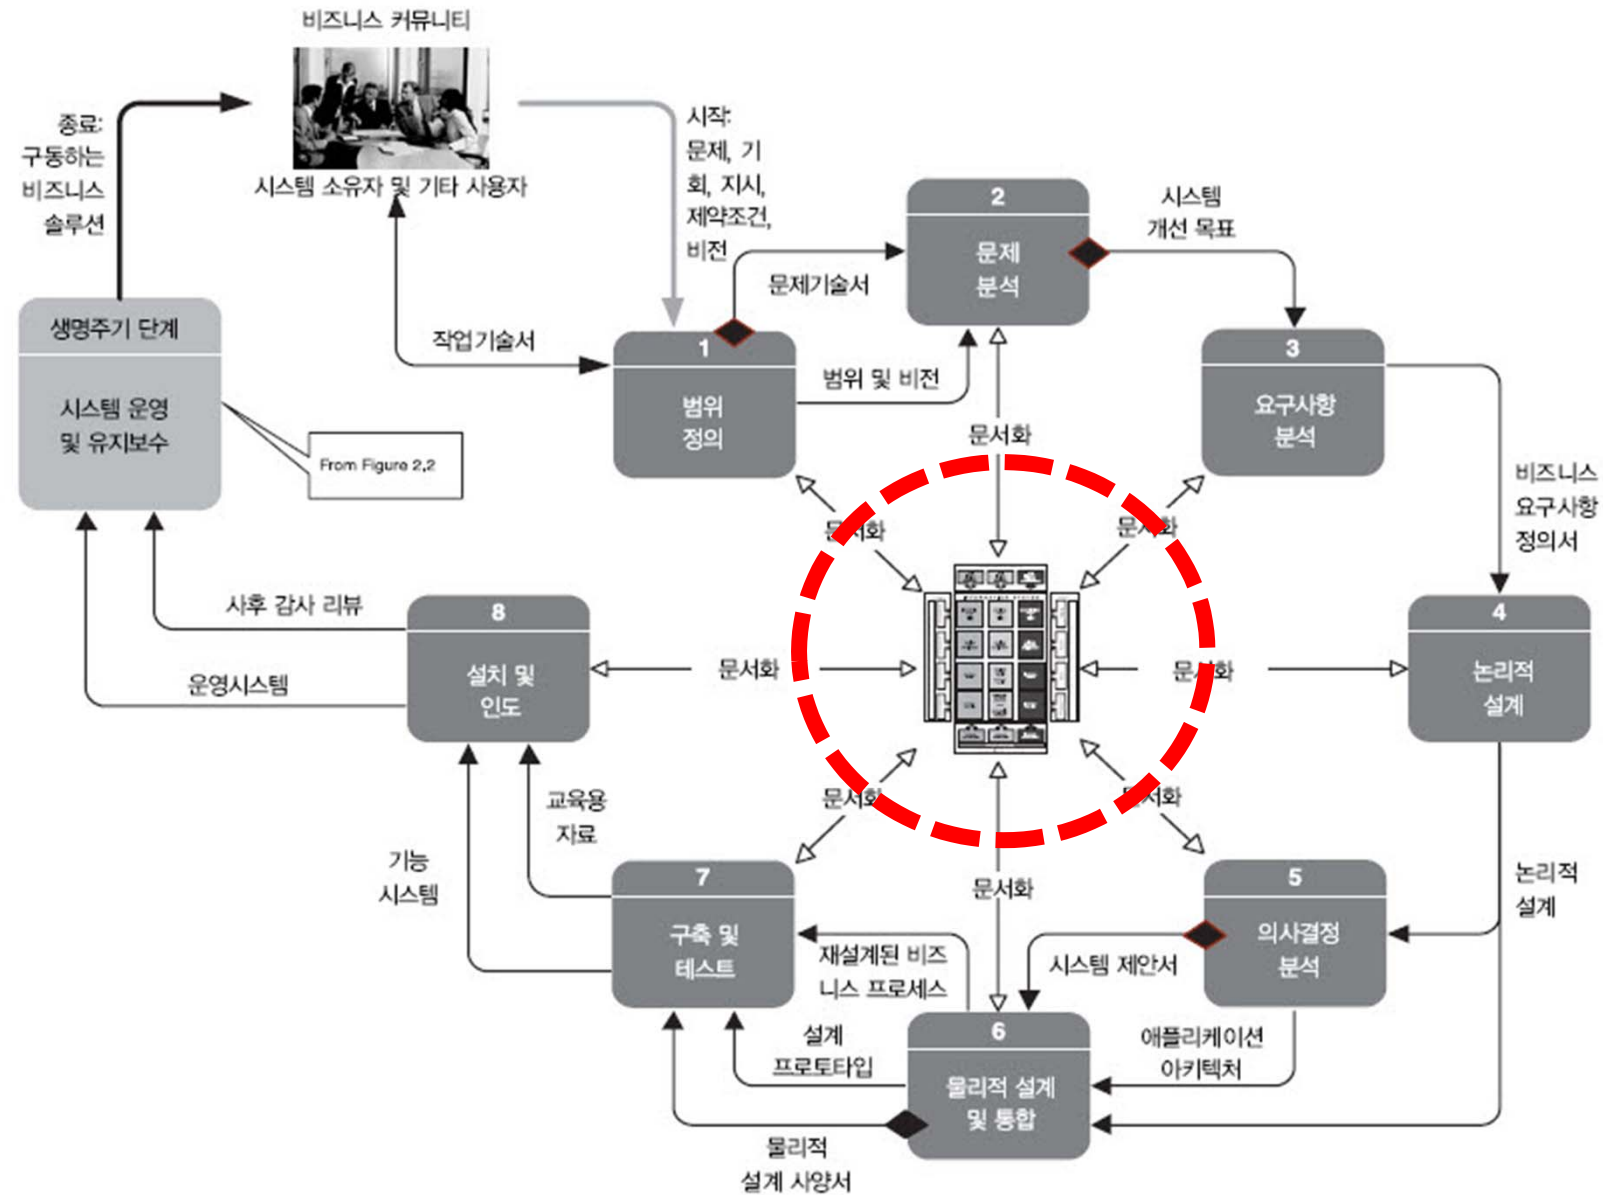 비즈니스 커뮤니티
시스템 소유자 및 기타 사용자
종료:
구동하는
비즈니스
솔루션
시작:
문제, 기
회, 지시,
제약조건,
비전
생명주기 단계
시스템 운영
및 유지보수
From Figure 2,2
작업기술서
1
범위
정의
문제기술서
범위 및 비전
2
문제
분석
시스템
개선 목표
3
요구사항
분석
비즈니스
요구사항
정의서
문서화
문서화
문서화
4
논리적
설계
문서화
문서화
논리적
설계
8
설치 및
인도
사후 감사 리뷰
운영시스템
문서화
문서화
문서화
교육용
자료
기능
시스템
7
구축 및
테스트
5
의사결정
분석
재설계된 비즈
니스 프로세스
시스템 제안서
설계
프로토타입
6
물리적 설계
및 통합
애플리케이션
아키텍처
물리적
설계 사양서